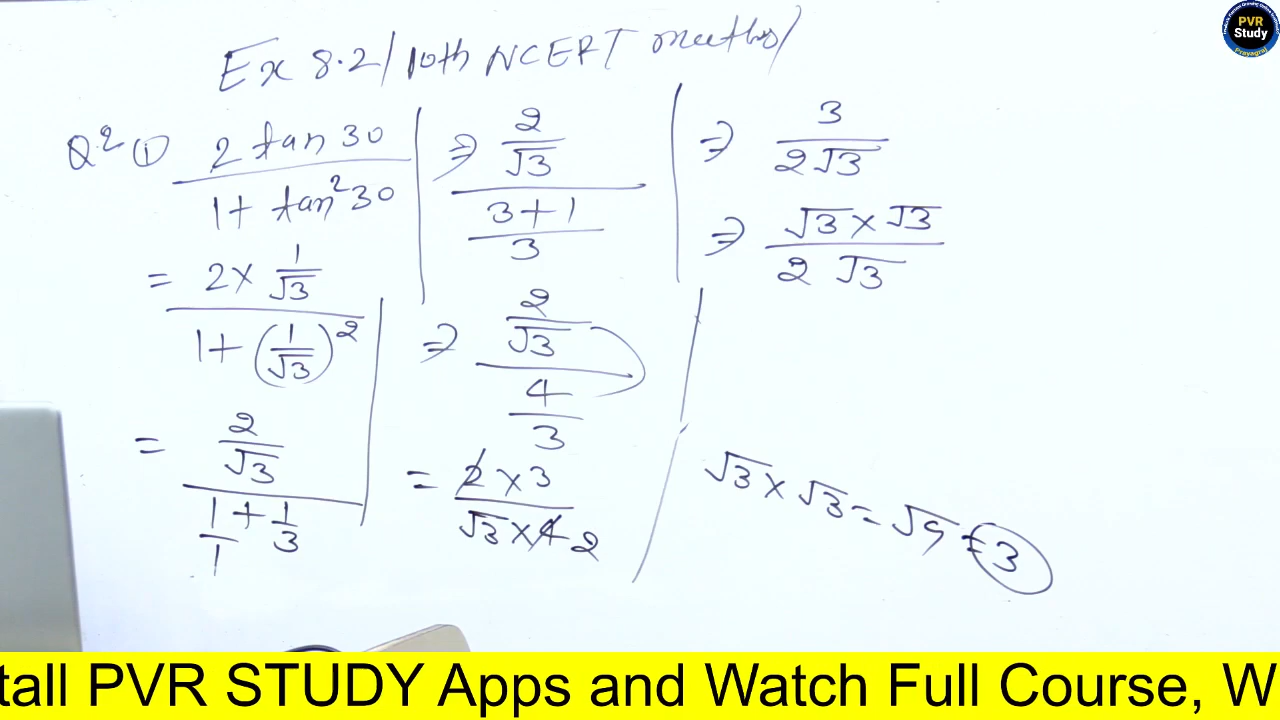 Ex 8.2/10th NCERT maths/
Q.2 ① 2 tan 30 / 1 + tan²30
= 2 × 1/√3 / 1 + (1/√3)²
= 2/√3 / 1/1 + 1/3
⇒ 2/√3 / 3+1/3
⇒ 2/√3 / 4/3
= 2 × 3 / √3 × 4 2
⇒ 3 / 2√3
⇒ √3 × √3 / 2 √3
√3 × √3 = √9 = 3
PVR
Study
Prayagraj
tall PVR STUDY Apps and Watch Full Course, W